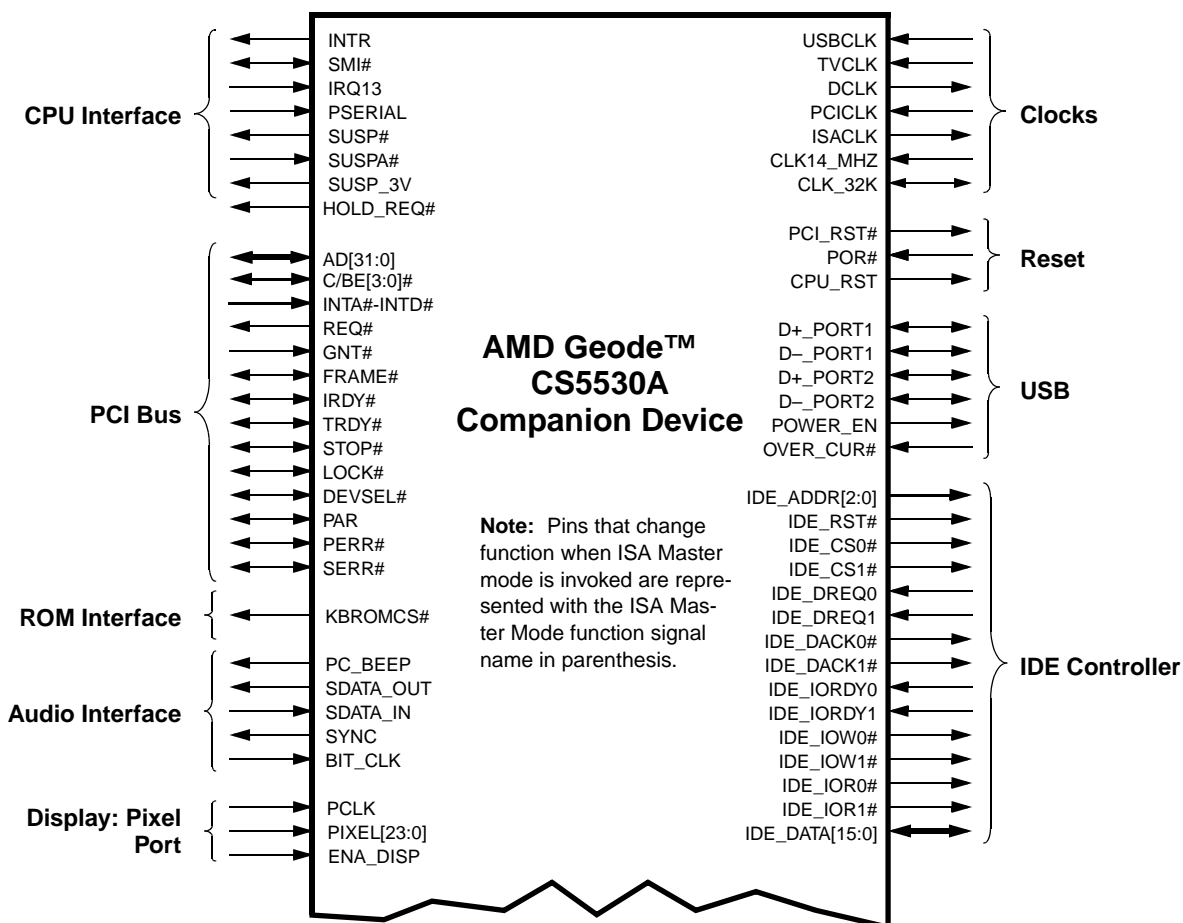 CPU Interface
INTR
SMI#
IRQ13
PSERIAL
SUSP#
SUSPA#
SUSP_3V
HOLD_REQ#
PCI Bus
AD[31:0]
C/BE[3:0]#
INTA#-INTD#
REQ#
GNT#
FRAME#
IRDY#
TRDY#
STOP#
LOCK#
DEVSEL#
PAR
PERR#
SERR#
ROM Interface
KBROMCS#
Audio Interface
PC_BEEP
SDATA_OUT
SDATA_IN
SYNC
BIT_CLK
Display: Pixel
Port
PCLK
PIXEL[23:0]
ENA_DISP
AMD Geode™
CS5530A
Companion Device
Note: Pins that change
function when ISA Master
mode is invoked are repre-
sented with the ISA Mas-
ter Mode function signal
name in parenthesis.
USBCLK
TVCLK
DCLK
PCICLK
ISACLK
CLK14_MHZ
CLK_32K
Clocks
PCI_RST#
POR#
CPU_RST
Reset
D+_PORT1
D–_PORT1
D+_PORT2
D–_PORT2
POWER_EN
OVER_CUR#
USB
IDE_ADDR[2:0]
IDE_RST#
IDE_CS0#
IDE_CS1#
IDE_DREQ0
IDE_DREQ1
IDE_DACK0#
IDE_DACK1#
IDE_IORDY0
IDE_IORDY1
IDE_IOW0#
IDE_IOW1#
IDE_IOR0#
IDE_IOR1#
IDE_DATA[15:0]
IDE Controller